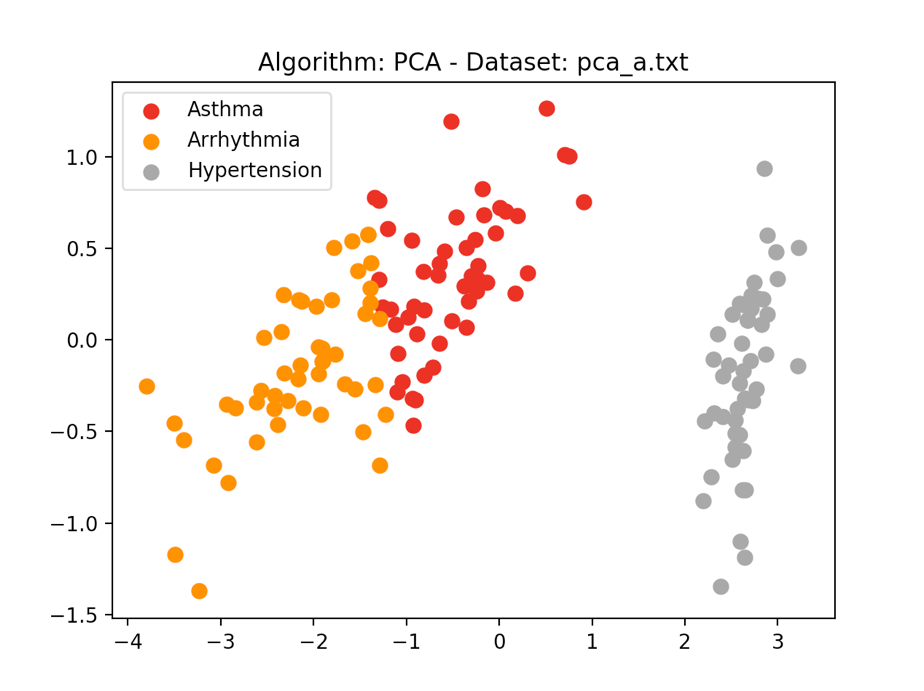 Algorithm: PCA - Dataset: pca_a.txt
Asthma
Arrhythmia
Hypertension
1.0
0.5
0.0
−0.5
−1.0
−1.5
−4 −3 −2 −1 0 1 2 3